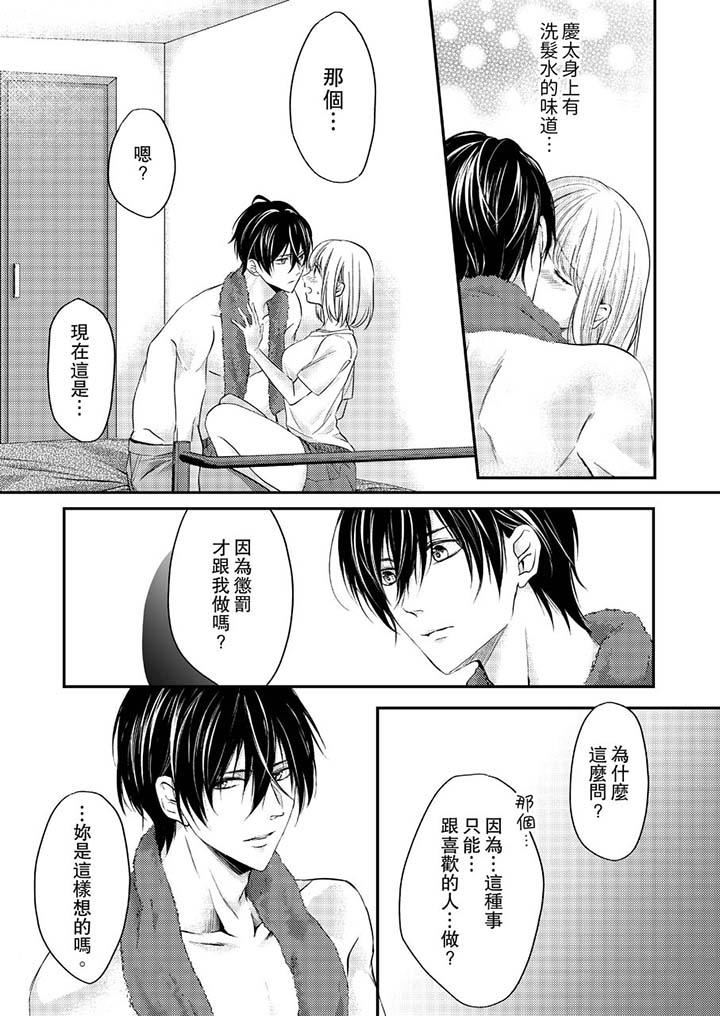 慶太身上有
洗髮水的味道…
那個…
嗯？
現在這是…
因為懲罰
才跟我做嗎？
為什麼
這麼問？
那個…
因為…這種事
只能…
跟喜歡的人…做？
…妳是這樣想的嗎。